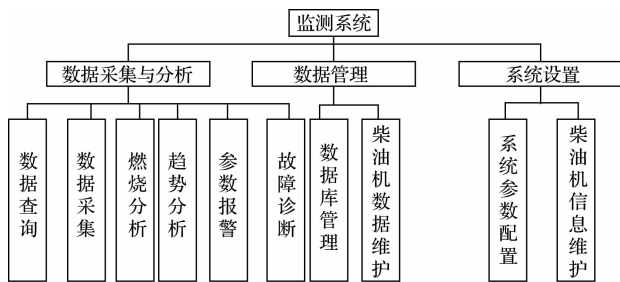 监测系统
数据采集与分析
数据管理
系统设置
数据查询
数据采集
燃烧分析
趋势分析
参数报警
故障诊断
数据库管理
柴油机数据维护
系统参数配置
柴油机信息维护